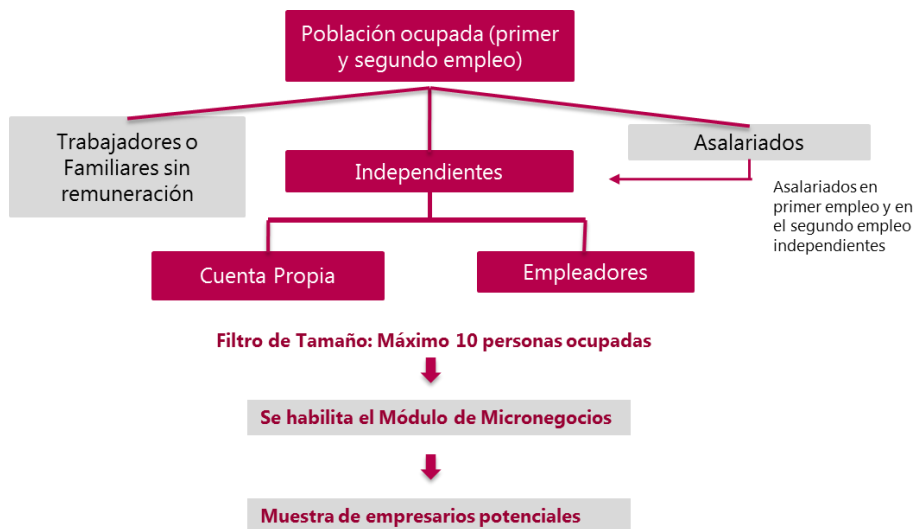 Población ocupada (primer
y segundo empleo)
Trabajadores o
Familiares sin
remuneración
Independientes
Asalariados
Asalariados en
primer empleo y en
el segundo empleo
independientes
Cuenta Propia
Empleadores
Filtro de Tamaño: Máximo 10 personas ocupadas
Se habilita el Módulo de Micronegocios
Muestra de empresarios potenciales